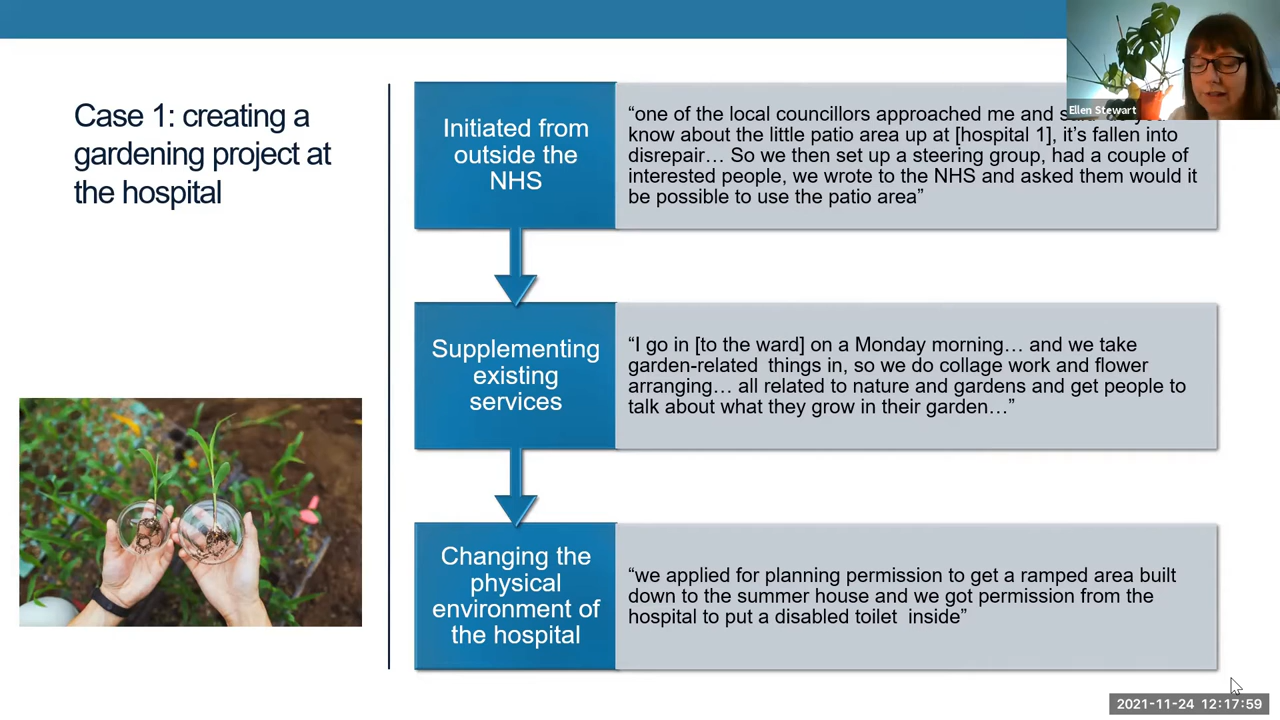 Ellen Stewart
Case 1: creating a
gardening project at
the hospital
Initiated from
outside the
NHS
“one of the local councillors approached me and
know about the little patio area up at [hospital 1], it’s fallen into
disrepair… So we then set up a steering group, had a couple of
interested people, we wrote to the NHS and asked them would it
be possible to use the patio area”
Supplementing
existing
services
“I go in [to the ward] on a Monday morning… and we take
garden-related things in, so we do collage work and flower
arranging… all related to nature and gardens and get people to
talk about what they grow in their garden…”
Changing the
physical
environment of
the hospital
“we applied for planning permission to get a ramped area built
down to the summer house and we got permission from the
hospital to put a disabled toilet inside”
2021-11-24 12:17:59